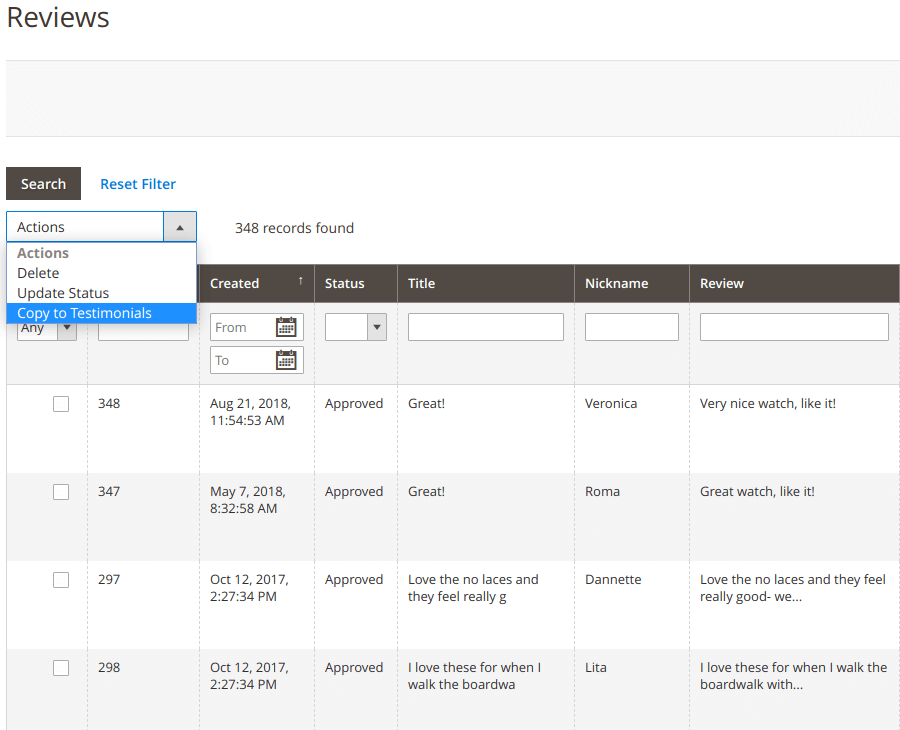 Reviews
Search Reset Filter
Actions 348 records found
Actions
Delete
Update Status
Copy to Testimonials
Created ↑ Status Title Nickname Review
Any From
To
348 Aug 21, 2018, Approved Great! Veronica Very nice watch, like it!
11:54:53 AM
347 May 7, 2018, Approved Great! Roma Great watch, like it!
8:32:58 AM
297 Oct 12, 2017, Approved Love the no laces and Dannette Love the no laces and they feel
2:27:34 PM they feel really g really good- we...
298 Oct 12, 2017, Approved I love these for when I Lita I love these for when I walk the
2:27:34 PM walk the boardwa boardwalk with...